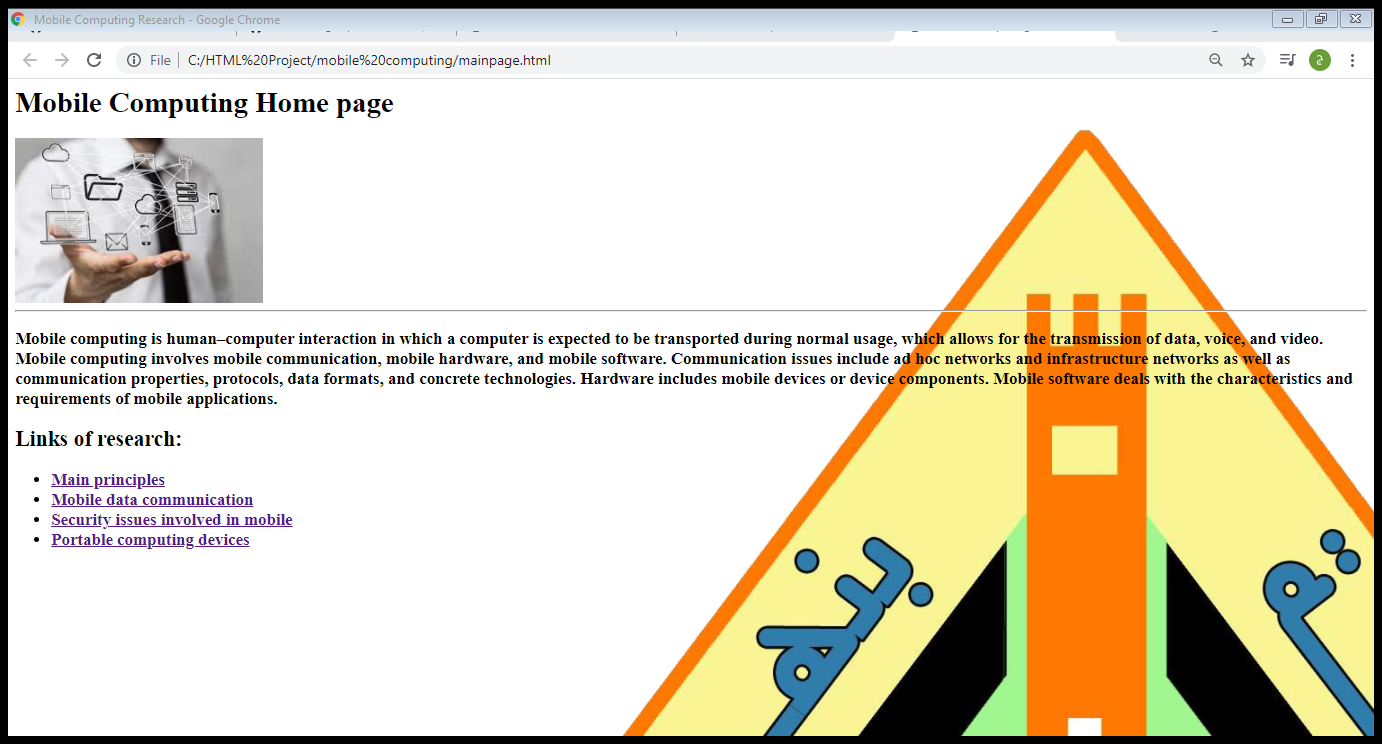 Mobile Computing Research - Google Chrome
File C:/HTML%20Project/mobile%20computing/mainpage.html
Mobile Computing Home page
Mobile computing is human–computer interaction in which a computer is expected to be transported during normal usage, which allows for the transmission of data, voice, and video.
Mobile computing involves mobile communication, mobile hardware, and mobile software. Communication issues include ad hoc networks and infrastructure networks as well as
communication properties, protocols, data formats, and concrete technologies. Hardware includes mobile devices or device components. Mobile software deals with the characteristics and
requirements of mobile applications.
Links of research:
Main principles
Mobile data communication
Security issues involved in mobile
Portable computing devices